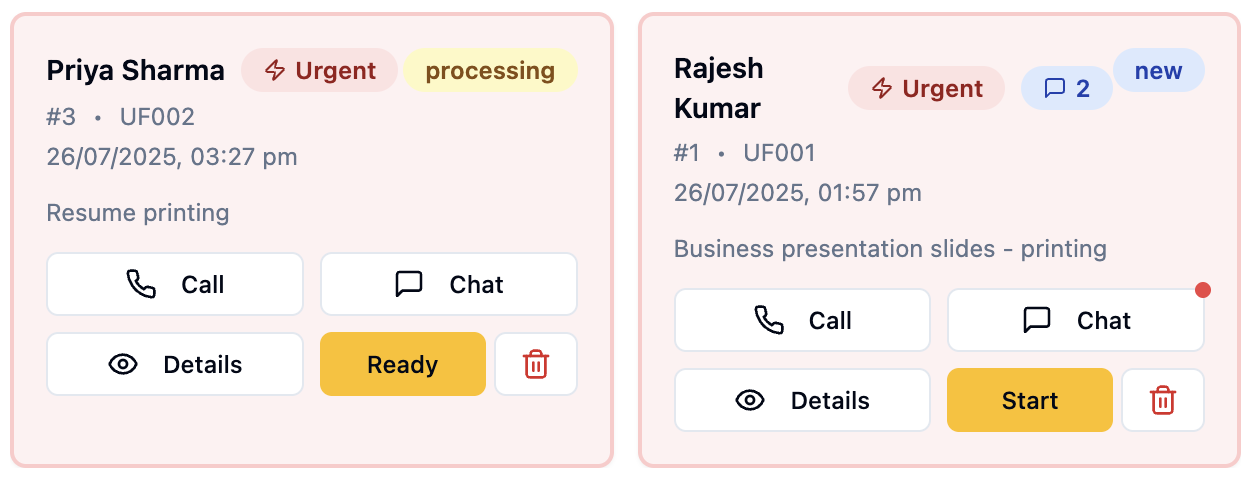 Priya Sharma Urgent processing
#3 • UF002
26/07/2025, 03:27 pm
Resume printing
Call Chat
Details Ready
Rajesh
Kumar
Urgent 2 new
#1 • UF001
26/07/2025, 01:57 pm
Business presentation slides - printing
Call Chat
Details Start